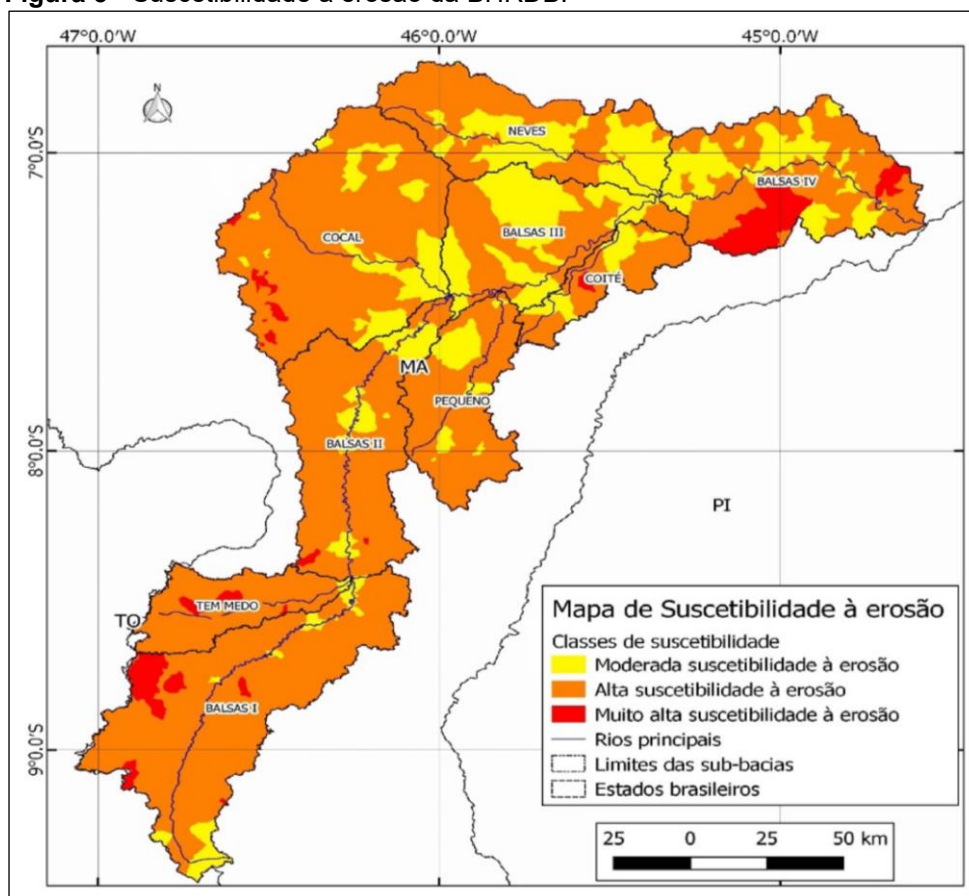 Figura 6 - Suscetibilidade à erosão da BHRDB.
47°0.0'W
46°0.0'W
45°0.0'W
N
NEVES
7°0.0'S
BALSAS IV
COCAL
BALSAS III
COITÉ
MA
PEQUENO
BALSAS II
8°0.0'S
PI
TEM MEDO
TO
BALSAS I
9°0.0'S
Mapa de Suscetibilidade à erosão
Classes de suscetibilidade
Moderada suscetibilidade à erosão
Alta suscetibilidade à erosão
Muito alta suscetibilidade à erosão
Rios principais
Limites das sub-bacias
Estados brasileiros
25 0 25 50 km